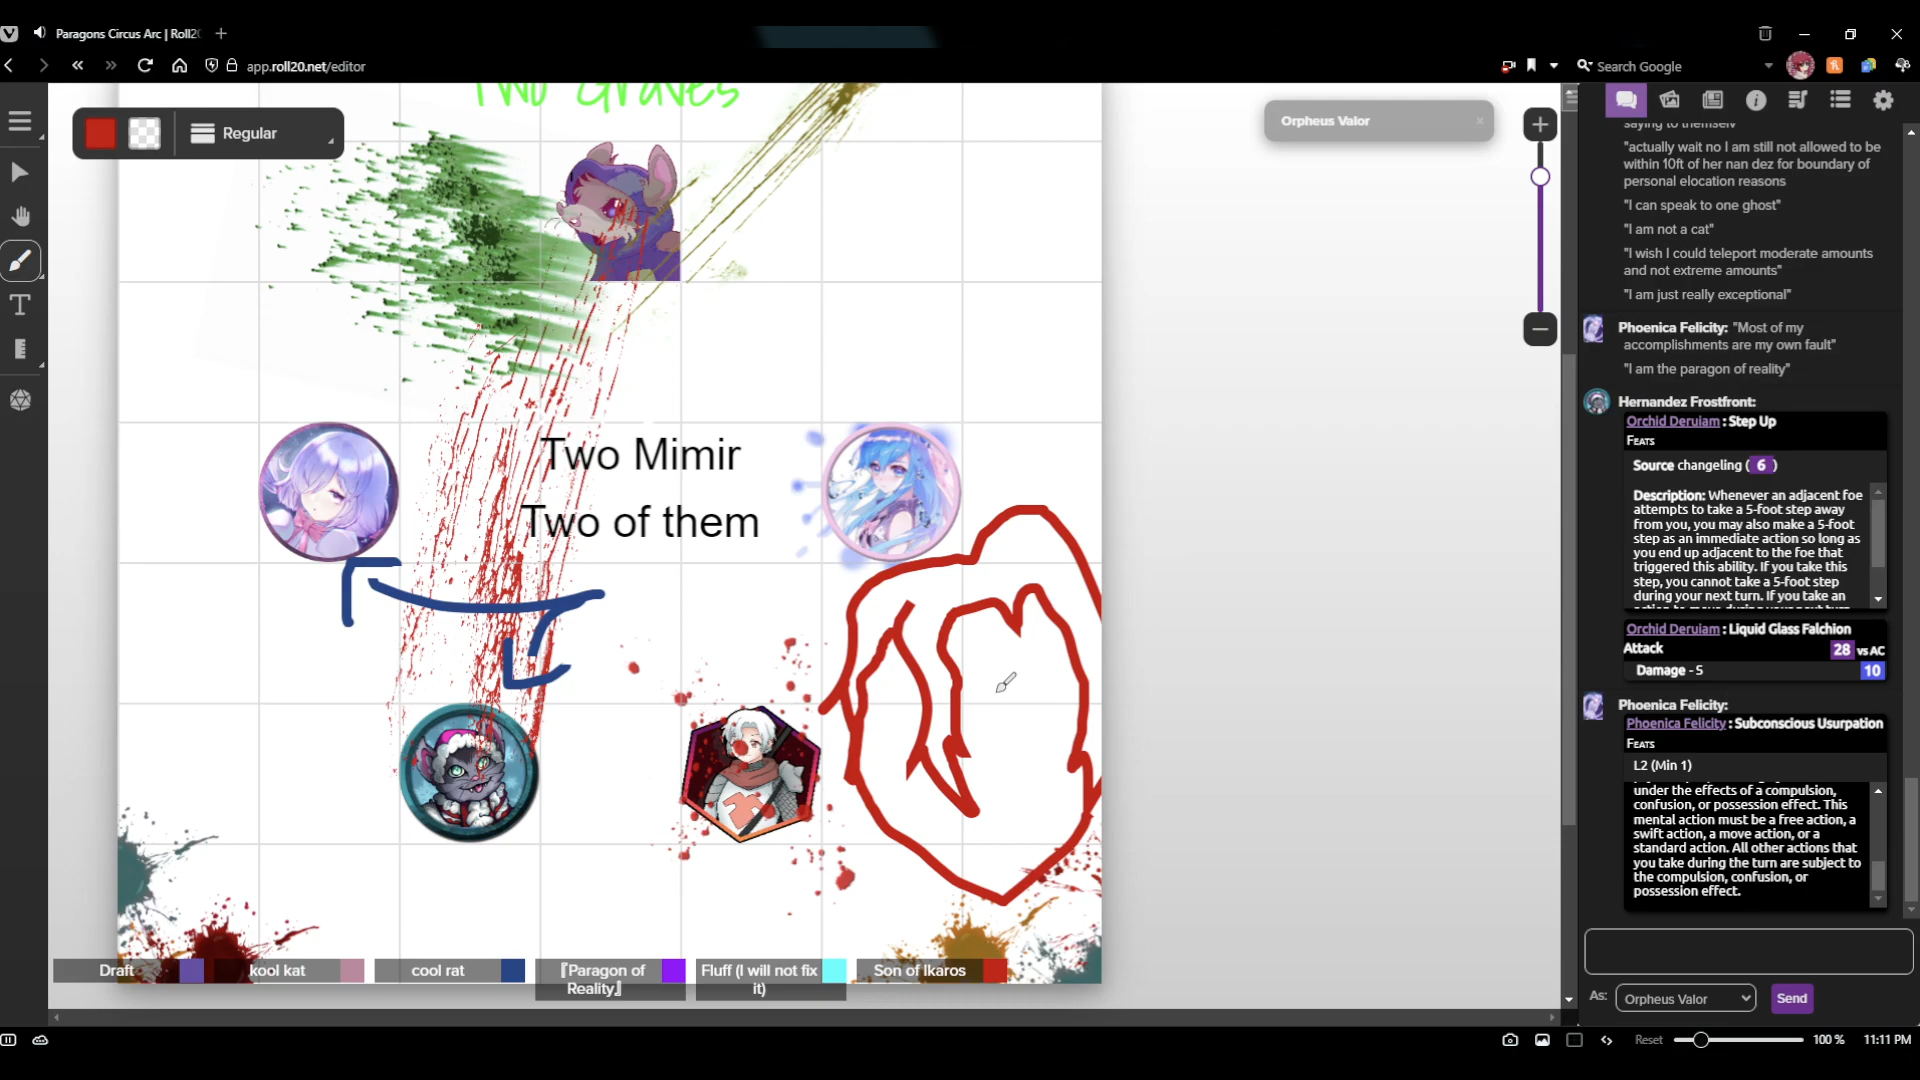 Paragons Circus Arc | Roll20
app.roll20.net/editor
Search Google
Two Graves
Regular
Orpheus Valor
Two Mimir
Two of them
Draft
kool kat
cool rat
『Paragon of
Reality』
Fluff (I will not fix
it)
Son of Ikaros
saying to themself
"actually wait no I am still not allowed to be
within 10ft of her nan dez for boundary of
personal elocation reasons
"I can speak to one ghost"
"I am not a cat"
"I wish I could teleport moderate amounts
and not extreme amounts"
"I am just really exceptional"
Phoenica Felicity: "Most of my
accomplishments are my own fault"
"I am the paragon of reality"
Hernandez Frostfront:
Orchid Deruiam : Step Up
Feats
Source changeling ( 6 )
Description: Whenever an adjacent foe
attempts to take a 5-foot step away
from you, you may also make a 5-foot
step as an immediate action so long as
you end up adjacent to the foe that
triggered this ability. If you take this
step, you cannot take a 5-foot step
during your next turn. If you take an
action to move during your next turn
Orchid Deruiam : Liquid Glass Falchion
Attack 28 vs AC
Damage - 5 10
Phoenica Felicity:
Phoenica Felicity : Subconscious Usurpation
Feats
L2 (Min 1)
under the effects of a compulsion,
confusion, or possession effect. This
mental action must be a free action, a
swift action, a move action, or a
standard action. All other actions that
you take during the turn are subject to
the compulsion, confusion, or
possession effect.
As: Orpheus Valor Send
Reset 100 % 11:11 PM